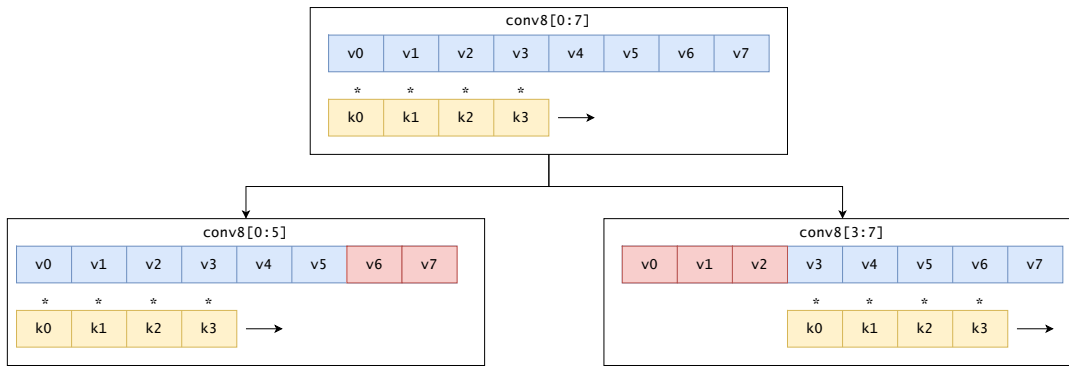 conv8[0:7]
v0 v1 v2 v3 v4 v5 v6 v7
* * * *
k0 k1 k2 k3
conv8[0:5]
v0 v1 v2 v3 v4 v5 v6 v7
* * * *
k0 k1 k2 k3
conv8[3:7]
v0 v1 v2 v3 v4 v5 v6 v7
* * * *
k0 k1 k2 k3